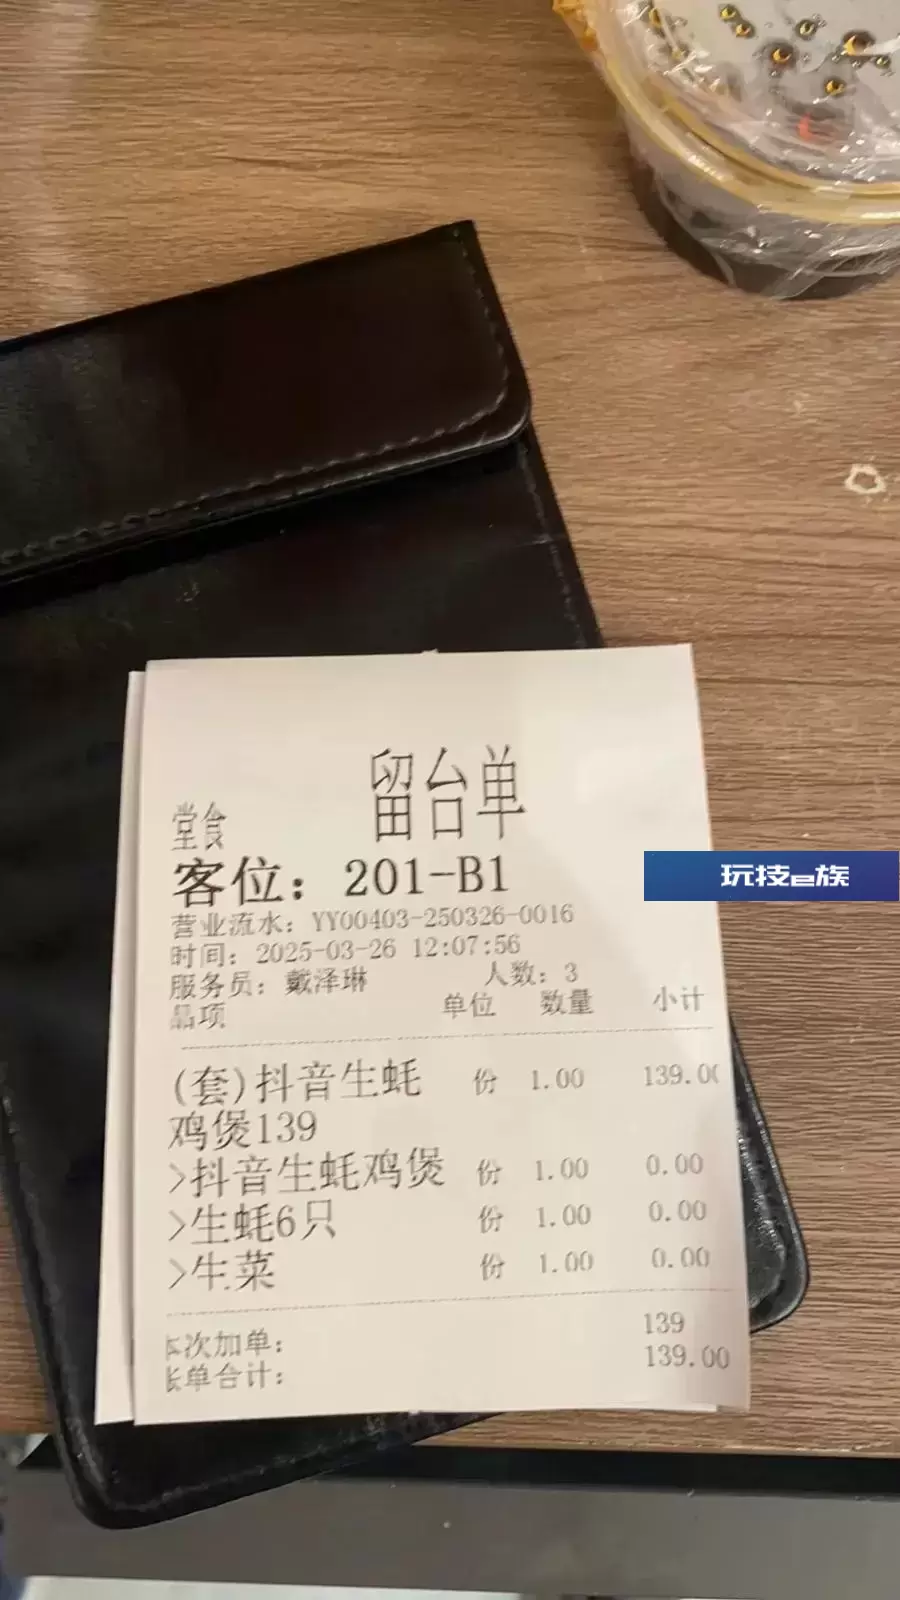 留台单
堂食
客位：201-B1
营业流水：YY00403-250326-0016
时间：2025-03-26 12:07:56
服务员：戴泽琳 人数：3
品项 单位 数量 小计
(套)抖音生蚝 份 1.00 139.00
鸡煲139
>抖音生蚝鸡煲 份 1.00 0.00
>生蚝6只 份 1.00 0.00
>生菜 份 1.00 0.00
本次加单： 139
账单合计： 139.00
玩技e族